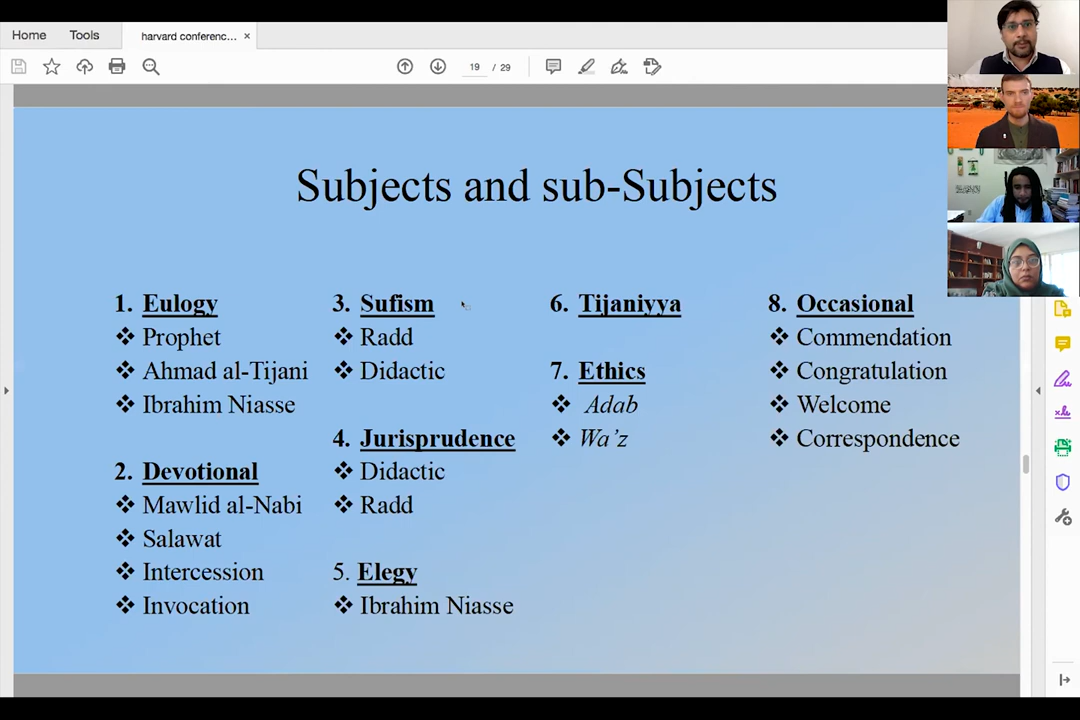 Home
Tools
harvard conferenc...
19 / 29
Subjects and sub-Subjects
1. Eulogy
❖ Prophet
❖ Ahmad al-Tijani
❖ Ibrahim Niasse
2. Devotional
❖ Mawlid al-Nabi
❖ Salawat
❖ Intercession
❖ Invocation
3. Sufism
❖ Radd
❖ Didactic
4. Jurisprudence
❖ Didactic
❖ Radd
5. Elegy
❖ Ibrahim Niasse
6. Tijaniyya
7. Ethics
❖ Adab
❖ Wa’z
8. Occasional
❖ Commendation
❖ Congratulation
❖ Welcome
❖ Correspondence